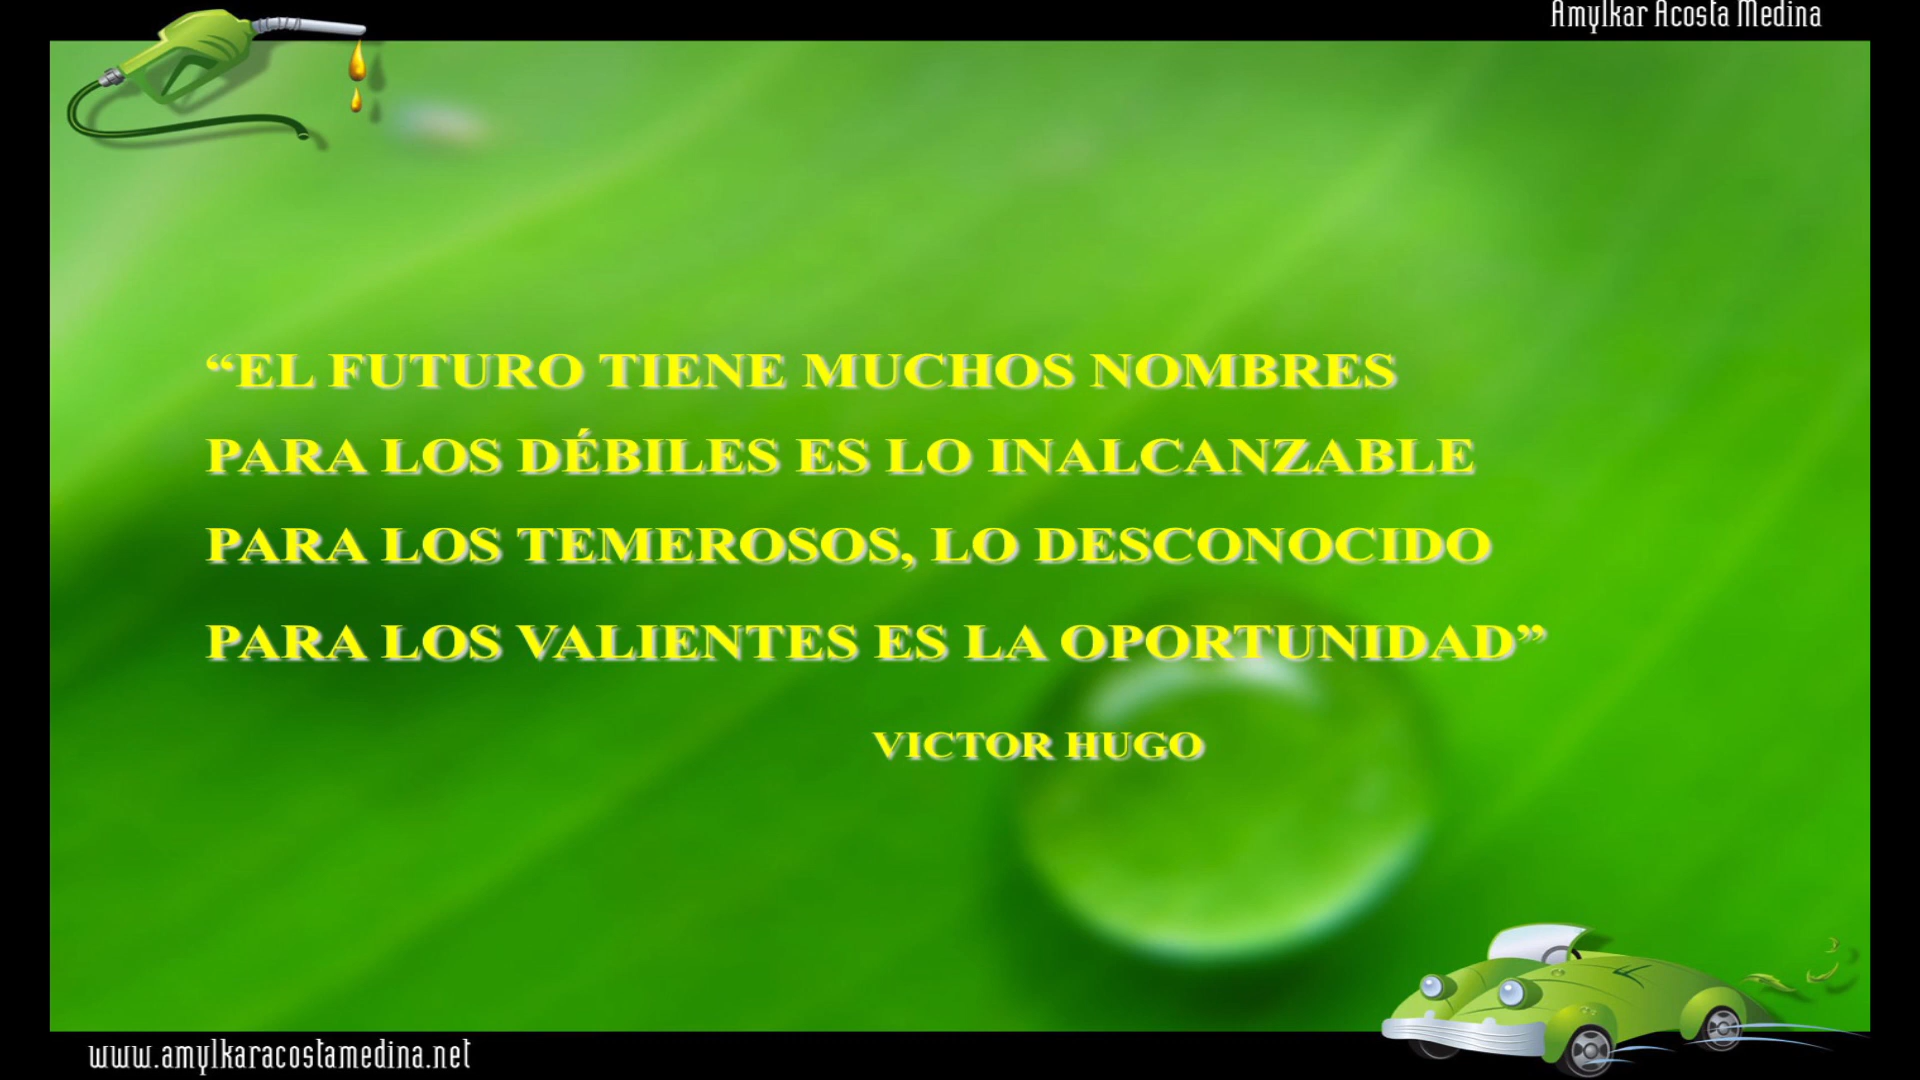 Amylkar Acosta Medina
“EL FUTURO TIENE MUCHOS NOMBRES
PARA LOS DÉBILES ES LO INALCANZABLE
PARA LOS TEMEROSOS, LO DESCONOCIDO
PARA LOS VALIENTES ES LA OPORTUNIDAD”
VICTOR HUGO
www.amylkaracostamedina.net